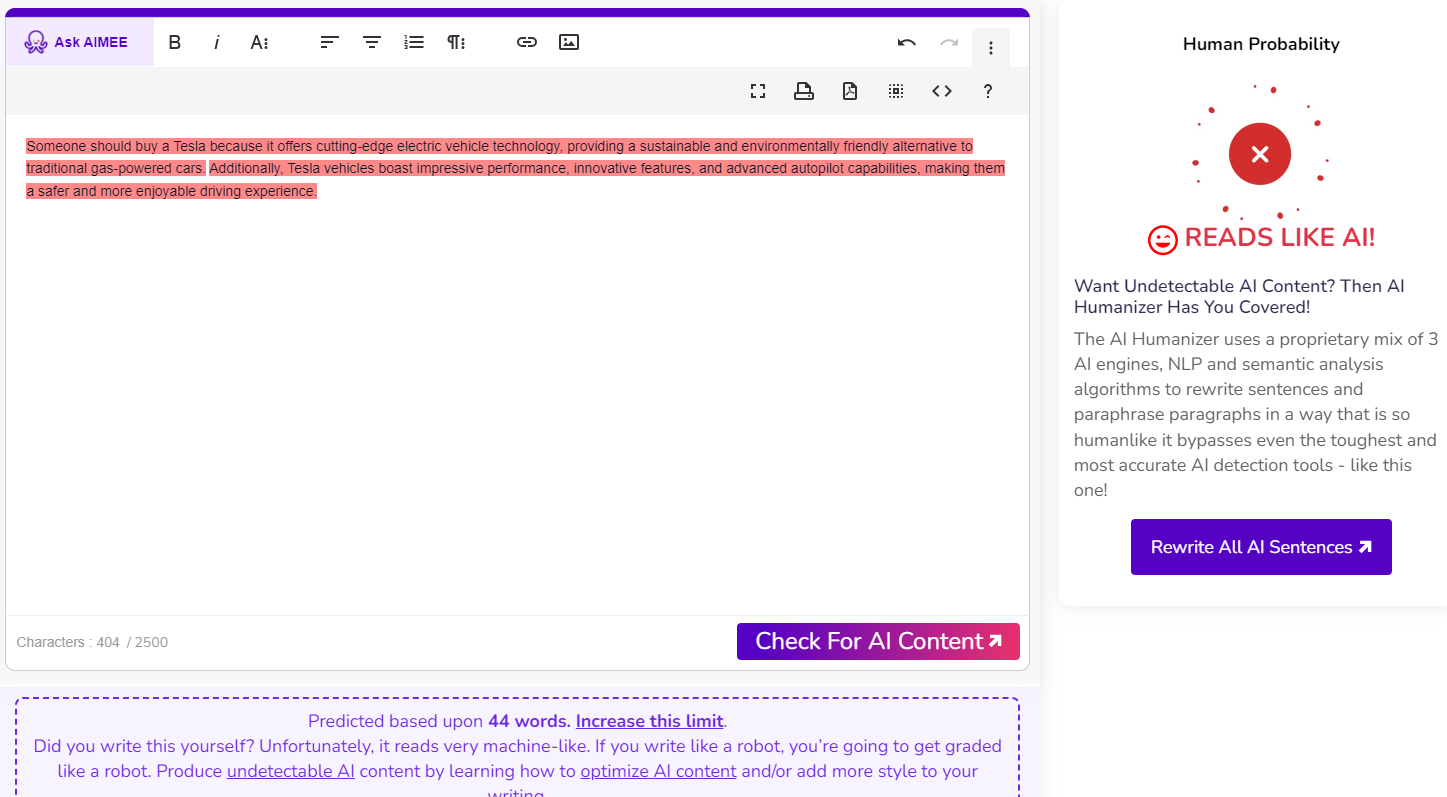 Ask AIMEE
B
i
A
?
Someone should buy a Tesla because it offers cutting-edge electric vehicle technology, providing a sustainable and environmentally friendly alternative to
traditional gas-powered cars. Additionally, Tesla vehicles boast impressive performance, innovative features, and advanced autopilot capabilities, making them
a safer and more enjoyable driving experience.
Characters : 404 / 2500
Check For AI Content
Predicted based upon 44 words. Increase this limit.
Did you write this yourself? Unfortunately, it reads very machine-like. If you write like a robot, you're going to get graded
like a robot. Produce undetectable AI content by learning how to optimize AI content and/or add more style to your
writing.
Human Probability
READS LIKE AI!
Want Undetectable AI Content? Then AI
Humanizer Has You Covered!
The AI Humanizer uses a proprietary mix of 3
AI engines, NLP and semantic analysis
algorithms to rewrite sentences and
paraphrase paragraphs in a way that is so
humanlike it bypasses even the toughest and
most accurate AI detection tools - like this
one!
Rewrite All AI Sentences